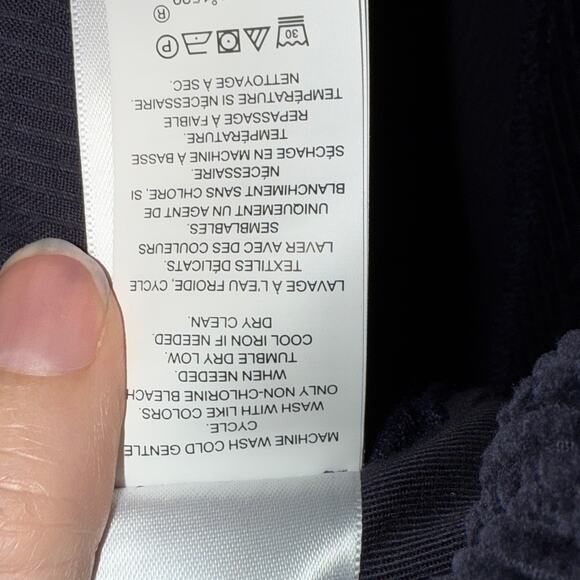 MACHINE WASH COLD GENTLE
CYCLE.
WASH WITH LIKE COLORS.
ONLY NON-CHLORINE BLEACH
WHEN NEEDED.
TUMBLE DRY LOW.
COOL IRON IF NEEDED.
DRY CLEAN.
LAVAGE À L'EAU FROIDE, CYCLE
TEXTILES DÉLICATS.
LAVER AVEC DES COULEURS
SEMBLABLES.
UNIQUEMENT UN AGENT DE
BLANCHIMENT SANS CHLORE, SI
NÉCESSAIRE.
SÉCHAGE EN MACHINE À BASSE
TEMPÉRATURE.
REPASSAGE À FAIBLE
TEMPÉRATURE SI NÉCESSAIRE.
NETTOYAGE À SEC.
30 P
®